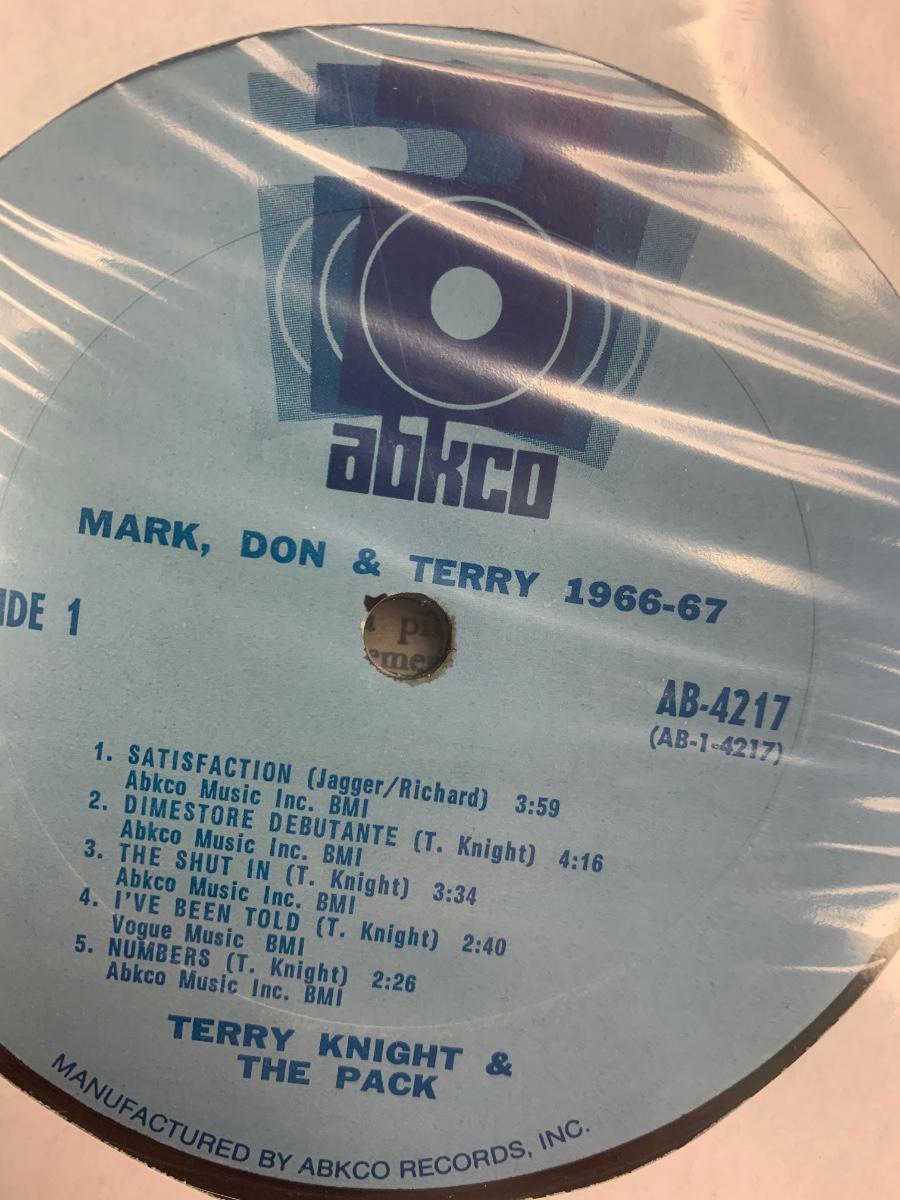 abkco
MARK, DON & TERRY 1966-67
IDE 1
AB-4217
(AB-1-4217)
1. SATISFACTION (Jagger/Richard) 3:59
Abkco Music Inc. BMI
2. DIMESTORE DEBUTANTE (T. Knight) 4:16
Abkco Music Inc. BMI
3. THE SHUT IN (T. Knight) 3:34
Abkco Music Inc. BMI
4. I'VE BEEN TOLD (T. Knight) 2:40
Vogue Music BMI
5. NUMBERS (T. Knight) 2:26
Abkco Music Inc. BMI
TERRY KNIGHT &
THE PACK
MANUFACTURED BY ABKCO RECORDS, INC.